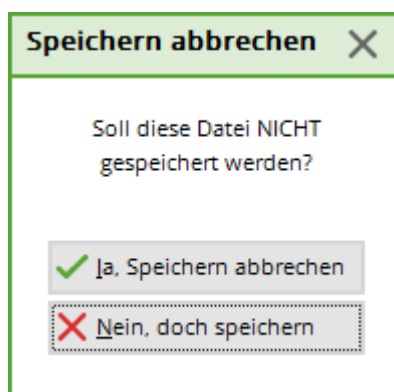 Speichern abbrechen
Soll diese Datei NICHT
gespeichert werden?
Ja, Speichern abbrechen
Nein, doch speichern